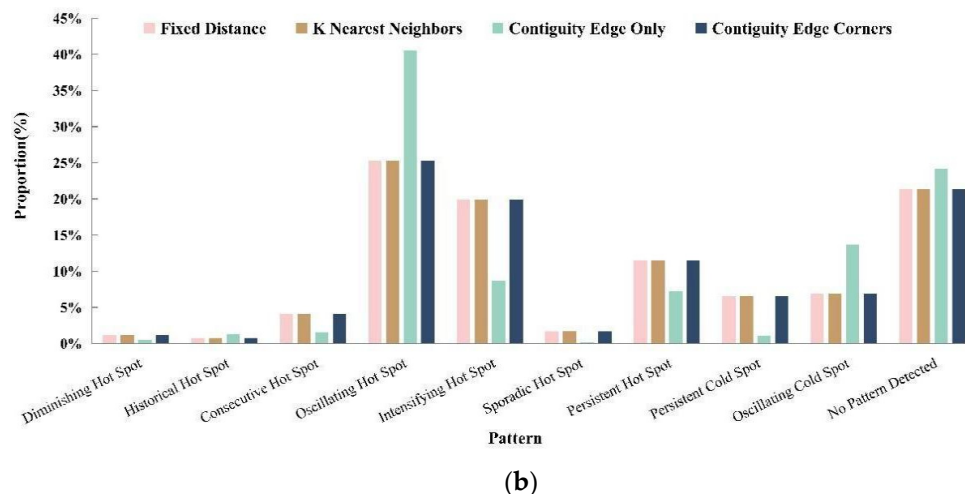 Fixed Distance K Nearest Neighbors Contiguity Edge Only Contiguity Edge Corners
45%
40%
35%
30%
25%
20%
15%
10%
5%
0%
Proportion(%)
Diminishing Hot Spot
Historical Hot Spot
Consecutive Hot Spot
Oscillating Hot Spot
Intensifying Hot Spot
Sporadic Hot Spot
Persistent Hot Spot
Persistent Cold Spot
Oscillating Cold Spot
No Pattern Detected
Pattern
(b)